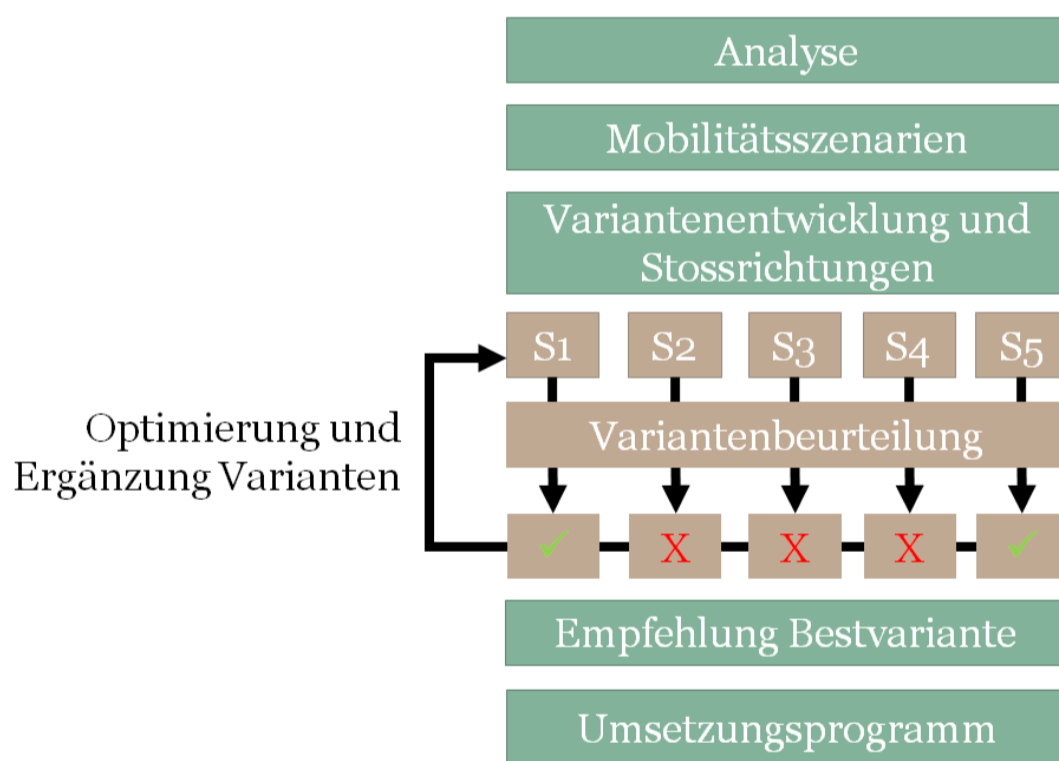 Analyse
Mobilitätsszenarien
Variantenentwicklung und
Stossrichtungen
S1 S2 S3 S4 S5
Optimierung und
Ergänzung Varianten
Variantenbeurteilung
✓ X X X ✓
Empfehlung Bestvariante
Umsetzungsprogramm